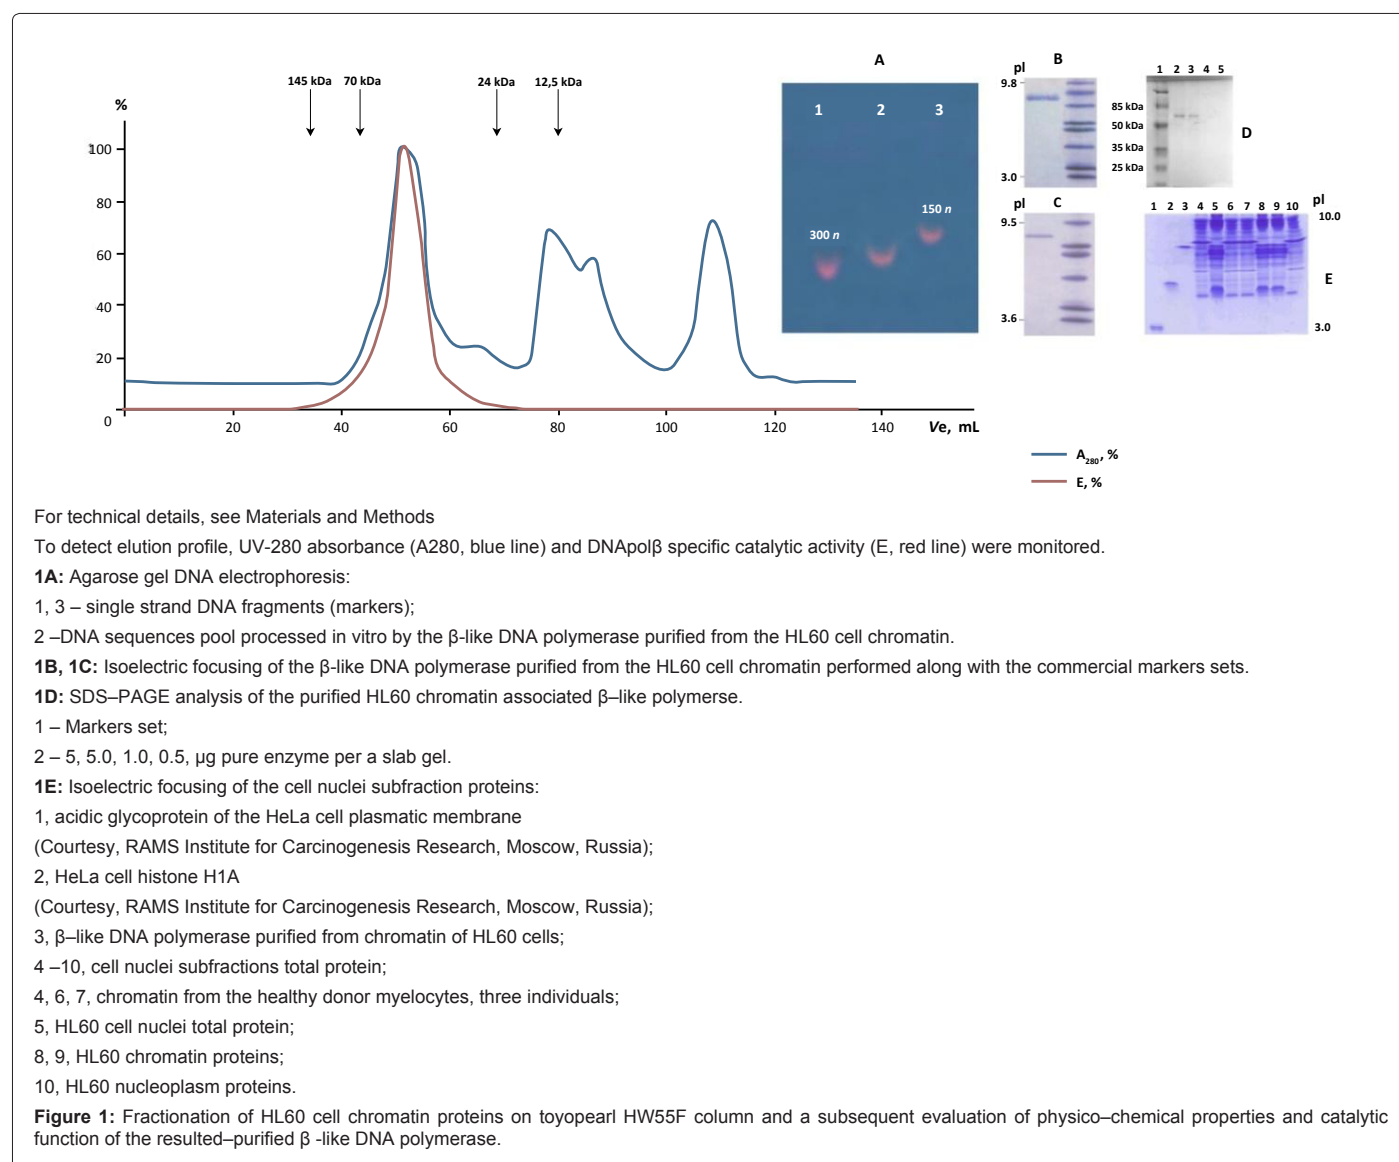 145 kDa 70 kDa 24 kDa 12,5 kDa
%
100
80
60
40
20
0
20 40 60 80 100 120 140 Ve, mL
A
1 2 3
300 n
150 n
B
pI
9.8
3.0
C
pI
9.5
3.6
1 2 3 4 5
85 kDa
50 kDa
35 kDa
25 kDa
D
1 2 3 4 5 6 7 8 9 10 pI
10.0
E
3.0
A280, %
E, %
For technical details, see Materials and Methods
To detect elution profile, UV-280 absorbance (A280, blue line) and DNApolβ specific catalytic activity (E, red line) were monitored.
1A: Agarose gel DNA electrophoresis:
1, 3 – single strand DNA fragments (markers);
2 –DNA sequences pool processed in vitro by the β-like DNA polymerase purified from the HL60 cell chromatin.
1B, 1C: Isoelectric focusing of the β-like DNA polymerase purified from the HL60 cell chromatin performed along with the commercial markers sets.
1D: SDS–PAGE analysis of the purified HL60 chromatin associated β–like polymerse.
1 – Markers set;
2 – 5, 5.0, 1.0, 0.5, µg pure enzyme per a slab gel.
1E: Isoelectric focusing of the cell nuclei subfraction proteins:
1, acidic glycoprotein of the HeLa cell plasmatic membrane
(Courtesy, RAMS Institute for Carcinogenesis Research, Moscow, Russia);
2, HeLa cell histone H1A
(Courtesy, RAMS Institute for Carcinogenesis Research, Moscow, Russia);
3, β–like DNA polymerase purified from chromatin of HL60 cells;
4 –10, cell nuclei subfractions total protein;
4, 6, 7, chromatin from the healthy donor myelocytes, three individuals;
5, HL60 cell nuclei total protein;
8, 9, HL60 chromatin proteins;
10, HL60 nucleoplasm proteins.
Figure 1: Fractionation of HL60 cell chromatin proteins on toyopearl HW55F column and a subsequent evaluation of physico–chemical properties and catalytic
function of the resulted–purified β -like DNA polymerase.